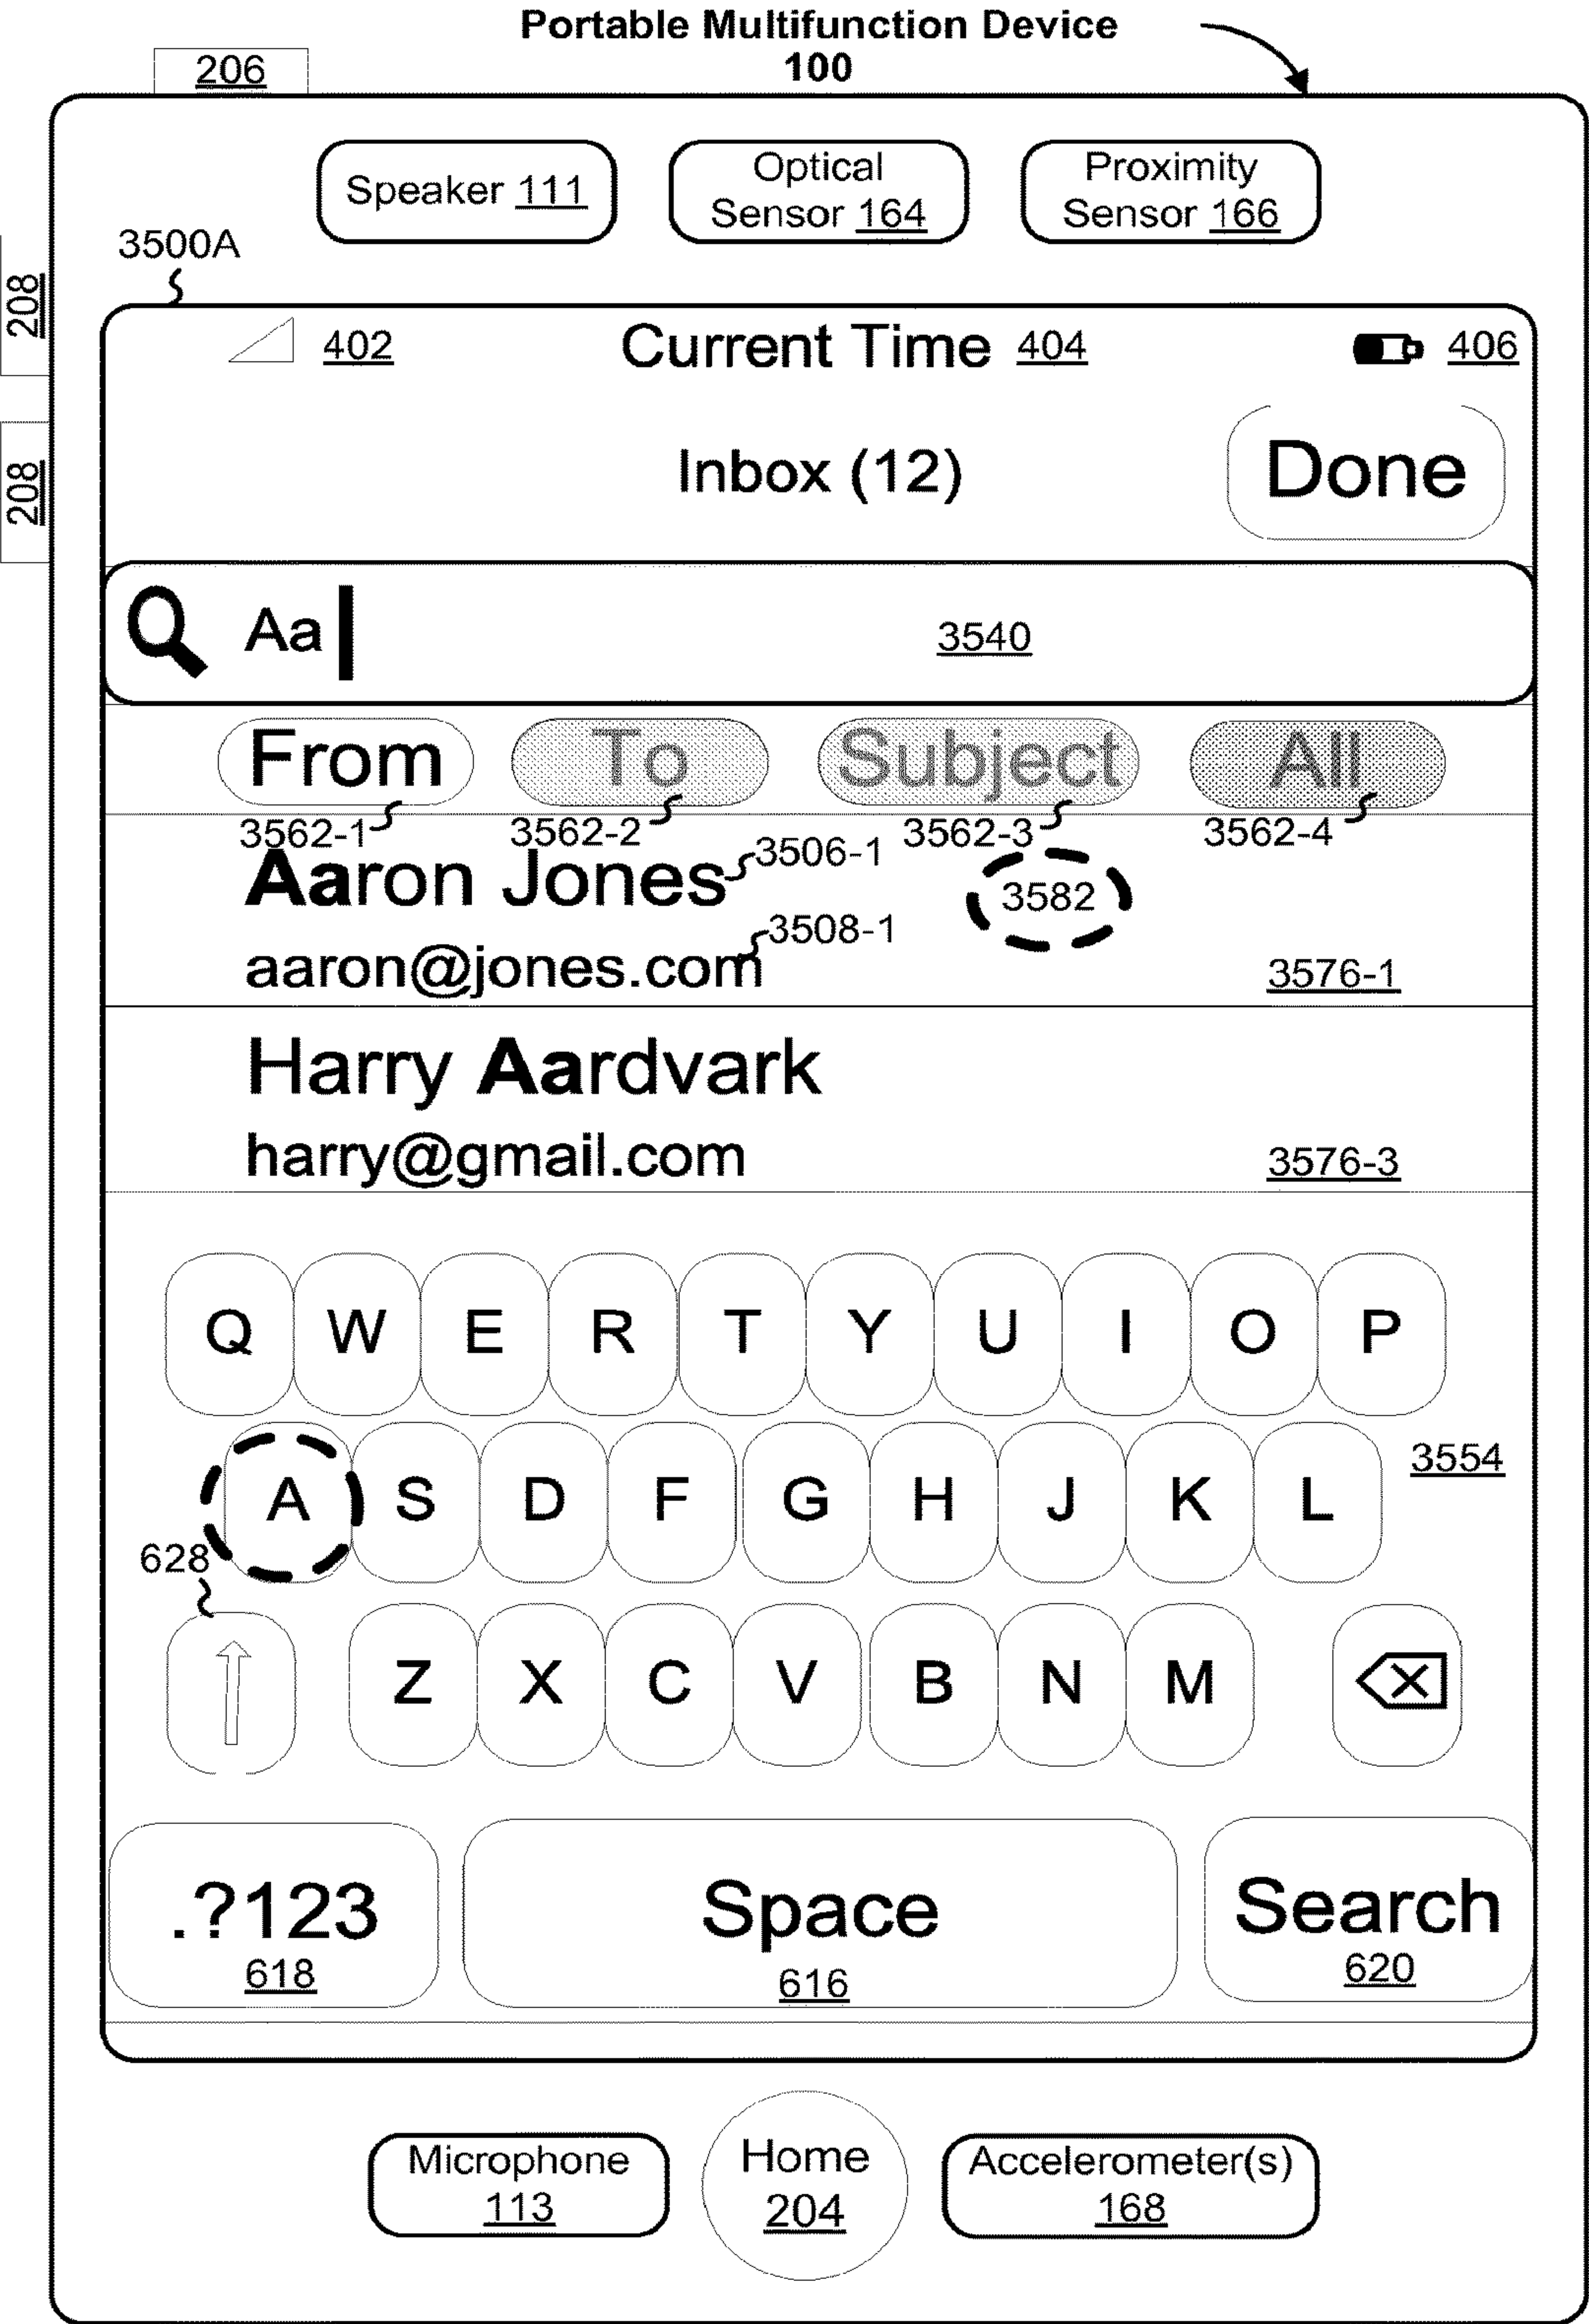 Portable Multifunction Device
100
206
Speaker 111
Optical
Sensor 164
Proximity
Sensor 166
3500A
208
208
402
Current Time 404
406
Inbox (12)
Done
Aa
3540
From
To
Subject
All
3562-1
3562-2
3562-3
3562-4
Aaron Jones
3506-1
3582
aaron@jones.com
3508-1
3576-1
Harry Aardvark
harry@gmail.com
3576-3
Q W E R T Y U I O P
A S D F G H J K L
3554
628
Z X C V B N M
.?123
618
Space
616
Search
620
Microphone
113
Home
204
Accelerometer(s)
168